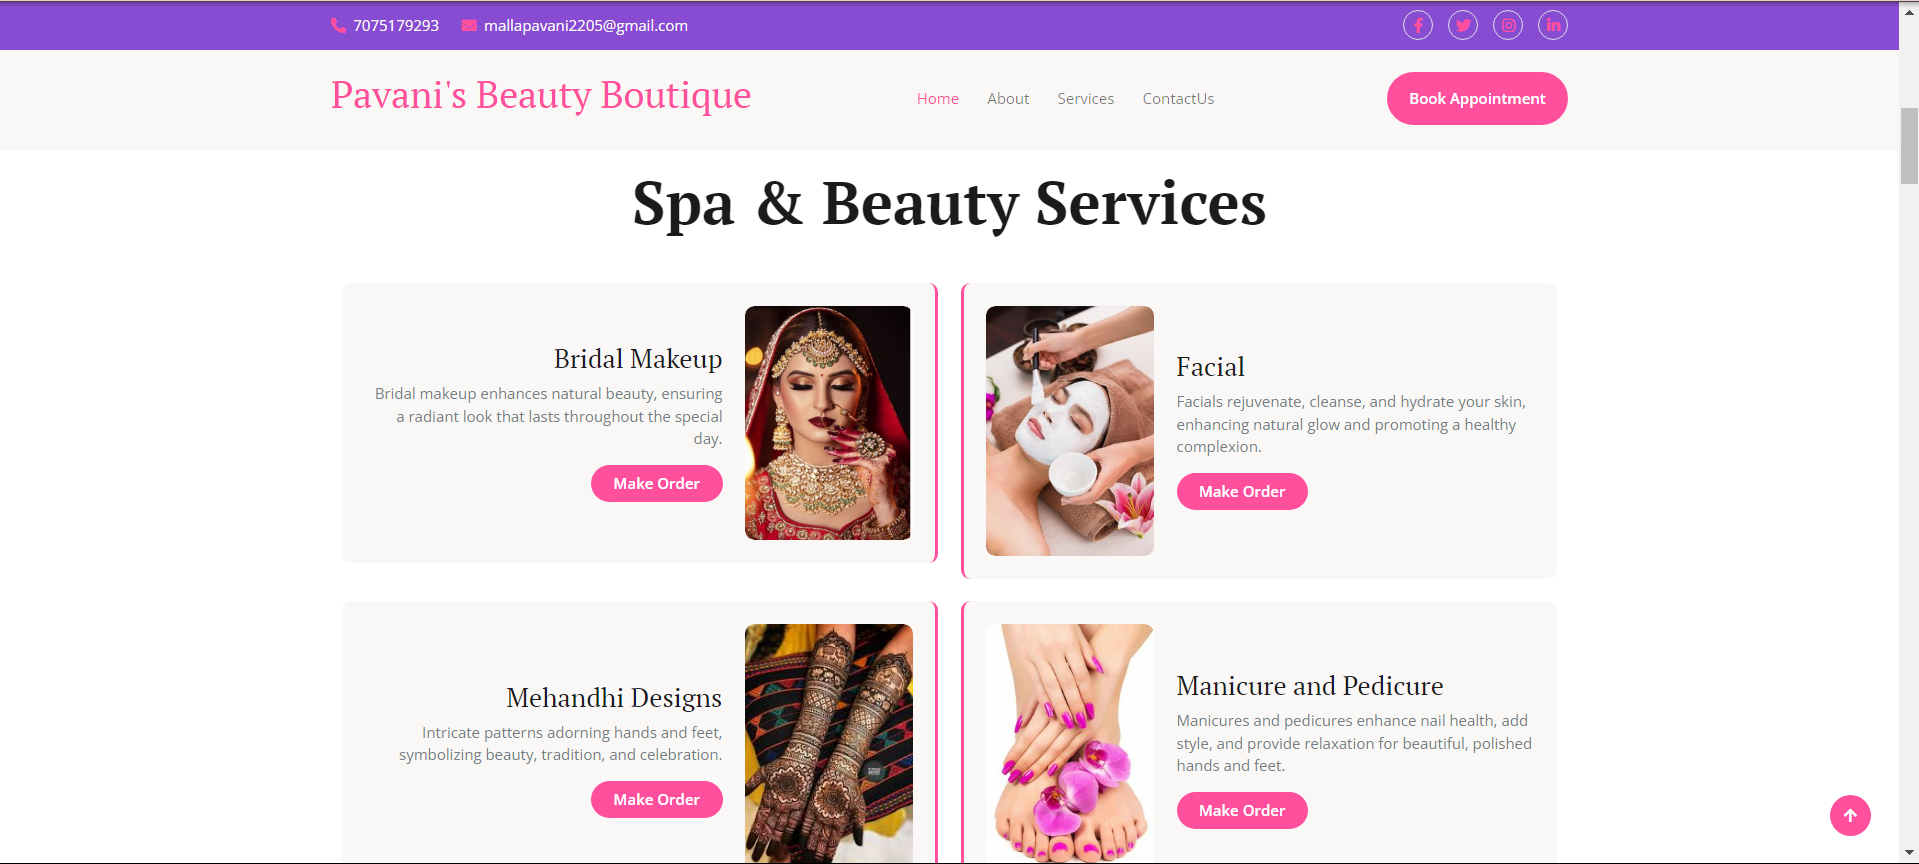 7075179293 mallapavani2205@gmail.com
Pavani's Beauty Boutique
Home About Services ContactUs
Book Appointment
Spa & Beauty Services
Bridal Makeup
Bridal makeup enhances natural beauty, ensuring
a radiant look that lasts throughout the special
day.
Make Order
Facial
Facials rejuvenate, cleanse, and hydrate your skin,
enhancing natural glow and promoting a healthy
complexion.
Make Order
Mehandhi Designs
Intricate patterns adorning hands and feet,
symbolizing beauty, tradition, and celebration.
Make Order
Manicure and Pedicure
Manicures and pedicures enhance nail health, add
style, and provide relaxation for beautiful, polished
hands and feet.
Make Order